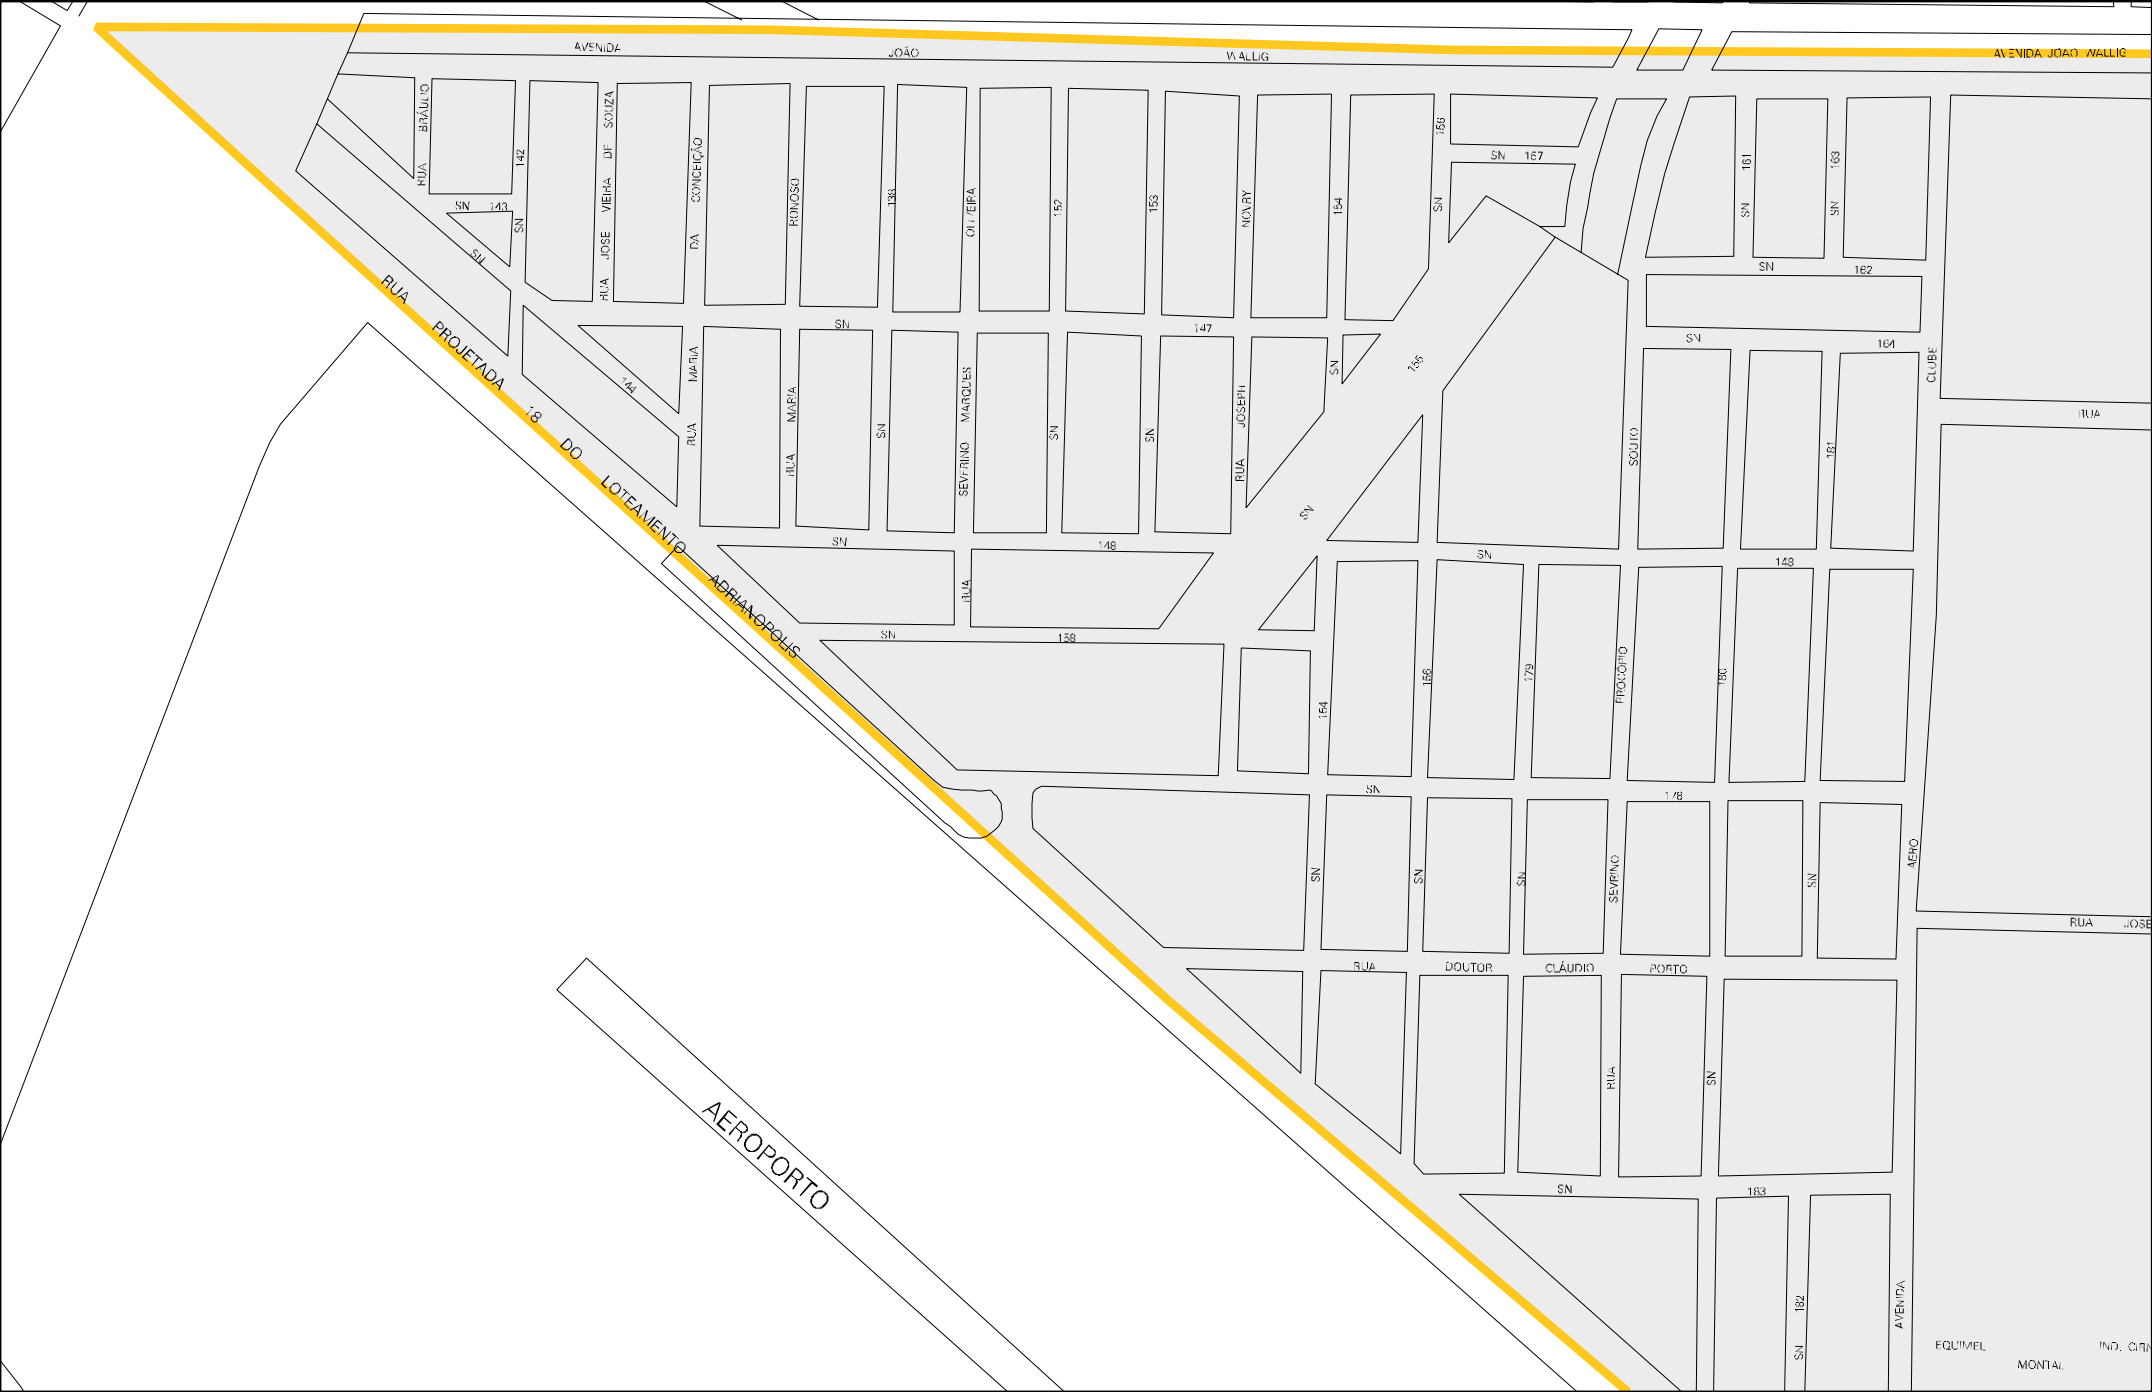 AVENIDA JOÃO WALLIG
AVENIDA JOÃO WALLIG
RUA BRÁULIO
SN 142
RUA JOSE VIEIRA DE SOUZA
RUA MARIA DA CONCEIÇÃO
RUA MARIA
SN 138
RUA SEVERINO MARQUES OLIVEIRA
SN 152
SN 153
RUA JOSEPH
SN 154
SN 156
SN 167
SN 161
SN 163
SN 143
SN 144
SN 162
SN 147
SN 164
SN 155
181
AVENIDA AERO CLUBE
RUA
RUA PROJETADA 18 DO LOTEAMENTO ADRIANOPOLIS
SN 148
SN 148
SN 158
SN 154
SN 156
SN 179
RUA SEVRINO PROCÓPIO SOUTO
SN 180
SN 178
SN
RUA JOSE
RUA DOUTOR CLÁUDIO PORTO
SN 183
SN 182
AEROPORTO
EQUIMEL
MONTAL